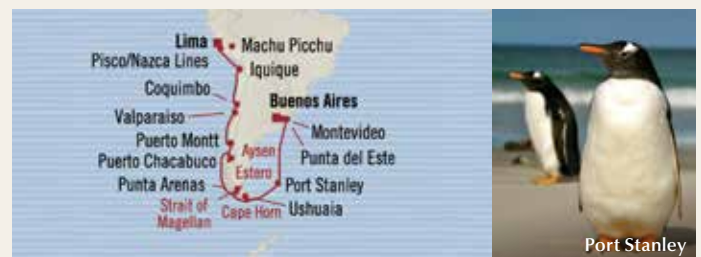 Lima
Machu Picchu
Pisco/Nazca Lines
Iquique
Coquimbo
Buenos Aires
Valparaiso
Montevideo
Puerto Montt
Aysen
Punta del Este
Puerto Chacabuco
Estero
Punta Arenas
Port Stanley
Strait of
Magellan
Cape Horn
Ushuaia
Port Stanley